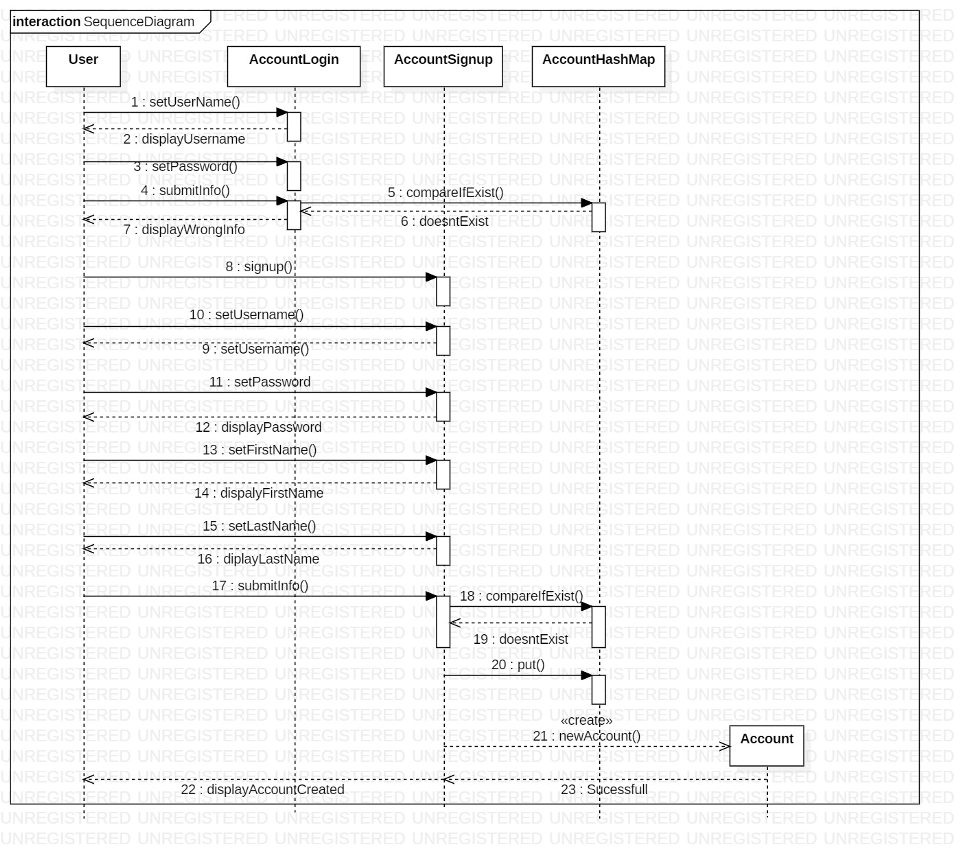 interaction SequenceDiagram
User
AccountLogin
AccountSignup
AccountHashMap
1 : setUserName()
2 : displayUsername
3 : setPassword()
4 : submitInfo()
5 : compareIfExist()
6 : doesntExist
7 : displayWrongInfo
8 : signup()
10 : setUsername()
9 : setUsername()
11 : setPassword
12 : displayPassword
13 : setFirstName()
14 : dispalyFirstName
15 : setLastName()
16 : diplayLastName
17 : submitInfo()
18 : compareIfExist()
19 : doesntExist
20 : put()
«create»
21 : newAccount()
Account
22 : displayAccountCreated
23 : Sucessfull
UNREGISTERED